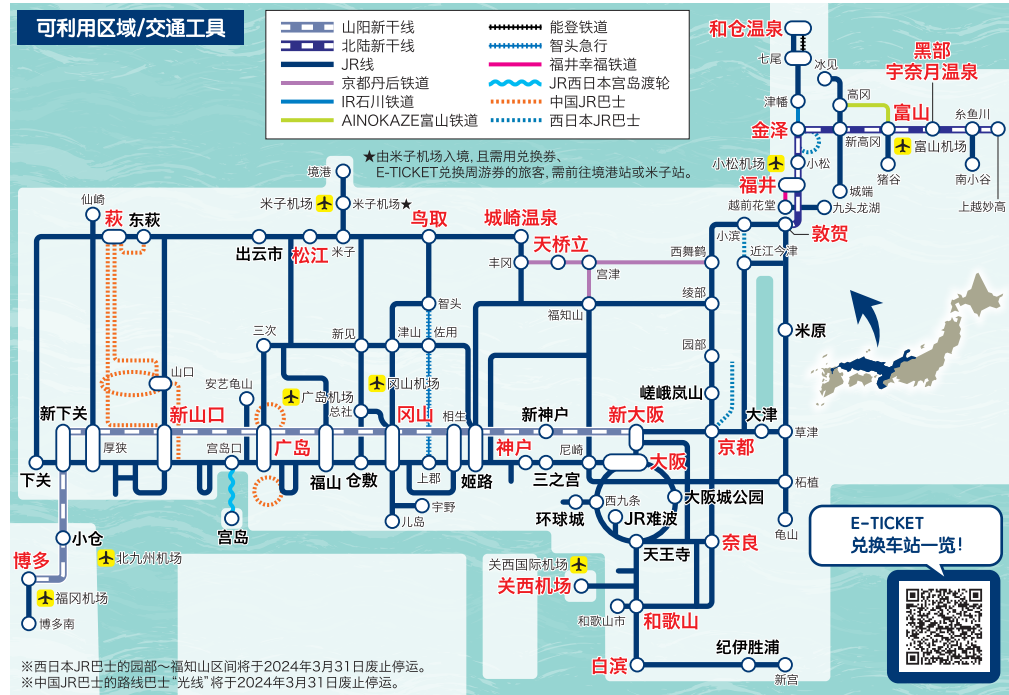 可利用区域/交通工具
山阳新干线
北陆新干线
JR线
京都丹后铁道
IR石川铁道
AINOKAZE富山铁道
能登铁道
智头急行
福井幸福铁道
JR西日本宫岛渡轮
中国JR巴士
西日本JR巴士
★由米子机场入境,且需用兑换券、
E-TICKET兑换周游券的旅客,需前往境港站或米子站。
和仓温泉
七尾
冰见
黑部
宇奈月温泉
高冈
津幡
富山
糸鱼川
金泽
新高冈
富山机场
小松机场
小松
猪谷
南小谷
福井
城端
上越妙高
越前花堂
九头龙湖
小滨
敦贺
近江今津
境港
米子机场
米子机场★
仙崎
萩
东萩
鸟取
城崎温泉
天桥立
出云市
松江
米子
丰冈
宫津
西舞鹤
智头
福知山
绫部
三次
新见
津山
佐用
园部
米原
山口
安艺龟山
广岛机场
冈山机场
总社
嵯峨岚山
新下关
新山口
冈山
相生
新神户
新大阪
大津
厚狭
宫岛口
广岛
神户
尼崎
大阪
京都
草津
下关
福山
仓敷
上郡
姬路
三之宫
柘植
宇野
儿岛
环球城
西九条
大阪城公园
JR难波
龟山
宫岛
小仓
天王寺
奈良
博多
北九州机场
关西国际机场
关西机场
福冈机场
博多南
和歌山市
和歌山
白滨
纪伊胜浦
新宫
E-TICKET
兑换车站一览!
※西日本JR巴士的园部～福知山区间将于2024年3月31日废止停运。
※中国JR巴士的路线巴士“光线”将于2024年3月31日废止停运。